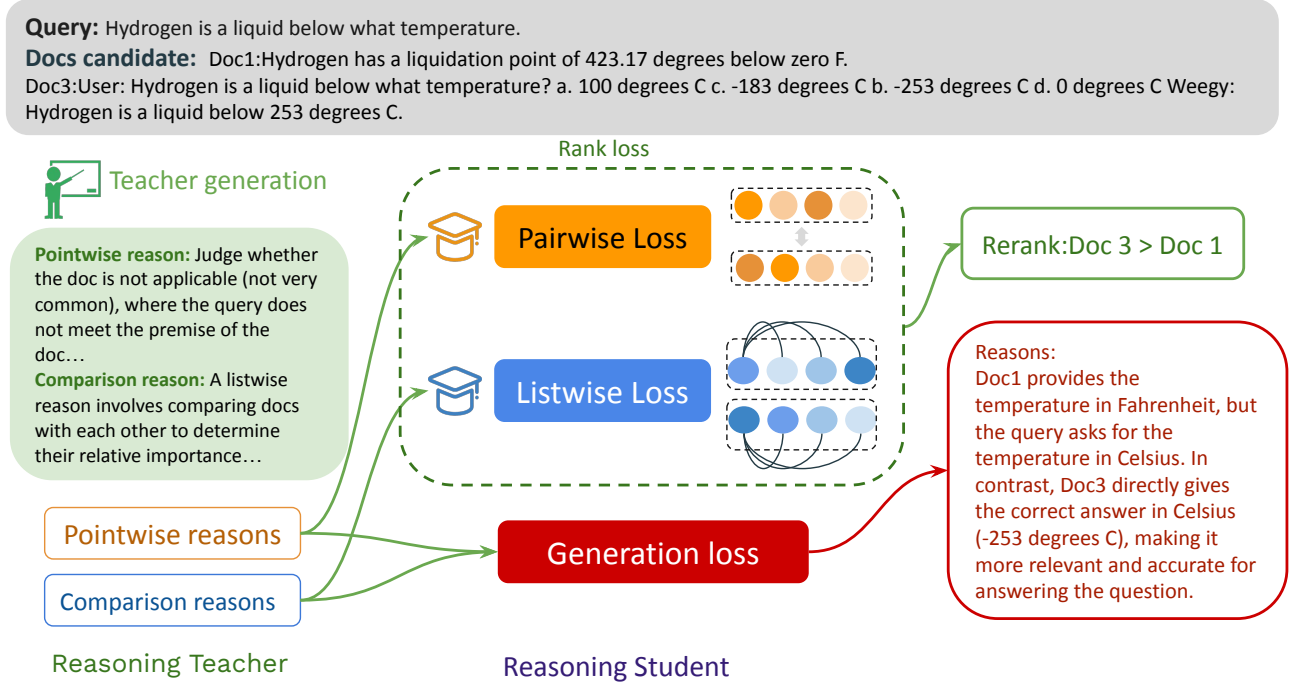 Query: Hydrogen is a liquid below what temperature.
Docs candidate: Doc1:Hydrogen has a liquidation point of 423.17 degrees below zero F.
Doc3:User: Hydrogen is a liquid below what temperature? a. 100 degrees C c. -183 degrees C b. -253 degrees C d. 0 degrees C Weegy:
Hydrogen is a liquid below 253 degrees C.
Rank loss
Teacher generation
Pointwise reason: Judge whether
the doc is not applicable (not very
common), where the query does
not meet the premise of the
doc…
Comparison reason: A listwise
reason involves comparing docs
with each other to determine
their relative importance…
Pointwise reasons
Comparison reasons
Reasoning Teacher
Pairwise Loss
Listwise Loss
Generation loss
Reasoning Student
Rerank:Doc 3 > Doc 1
Reasons:
Doc1 provides the
temperature in Fahrenheit, but
the query asks for the
temperature in Celsius. In
contrast, Doc3 directly gives
the correct answer in Celsius
(-253 degrees C), making it
more relevant and accurate for
answering the question.